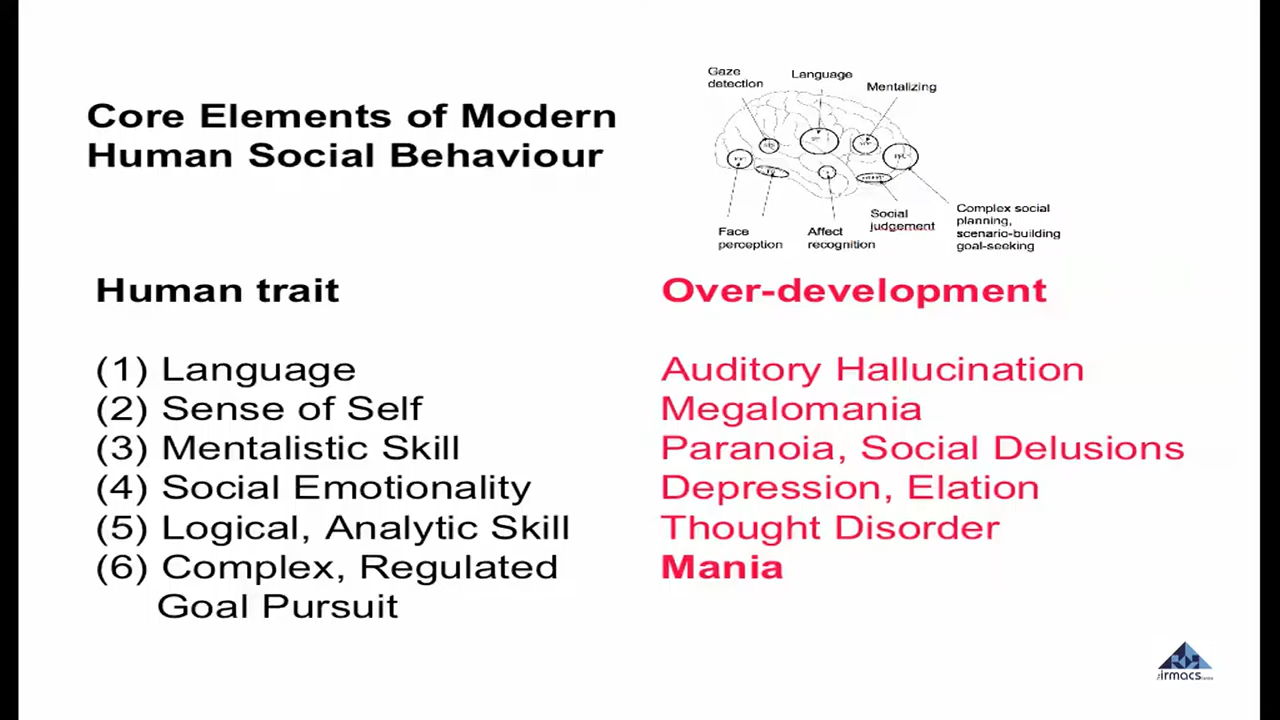 Core Elements of Modern
Human Social Behaviour
Gaze
detection
Language
Mentalizing
Face
perception
Affect
recognition
Social
judgement
Complex social
planning,
scenario-building
goal-seeking
Human trait
Over-development
(1) Language
Auditory Hallucination
(2) Sense of Self
Megalomania
(3) Mentalistic Skill
Paranoia, Social Delusions
(4) Social Emotionality
Depression, Elation
(5) Logical, Analytic Skill
Thought Disorder
(6) Complex, Regulated
Goal Pursuit
Mania
irmacs